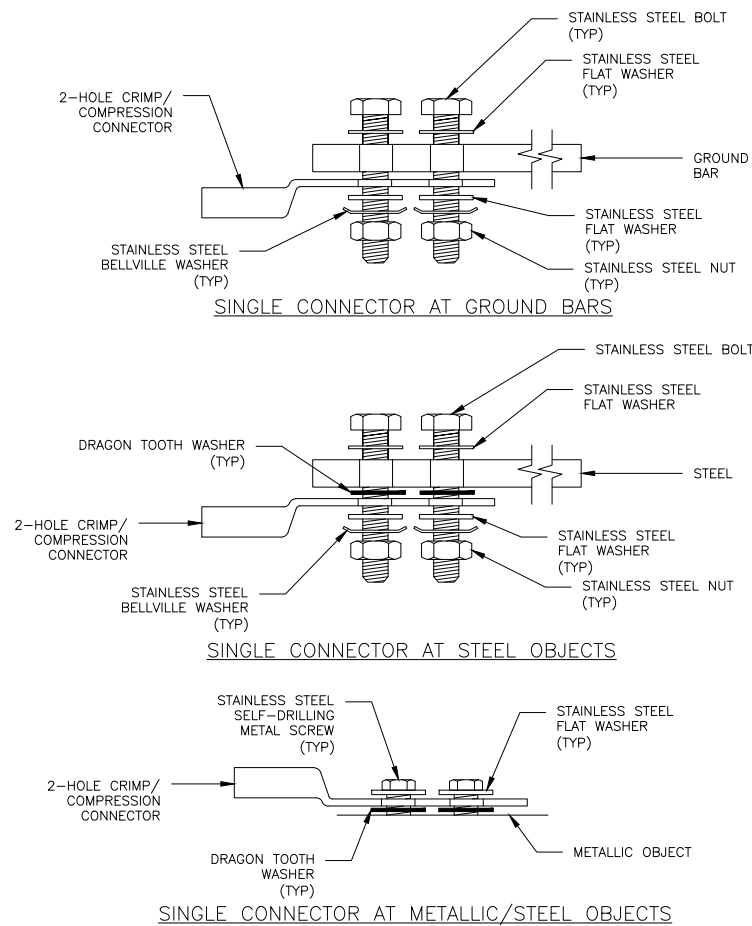 STAINLESS STEEL BOLT
(TYP)
STAINLESS STEEL
FLAT WASHER
(TYP)
2-HOLE CRIMP/
COMPRESSION
CONNECTOR
GROUND
BAR
STAINLESS STEEL
FLAT WASHER
(TYP)
STAINLESS STEEL
BELLVILLE WASHER
(TYP)
STAINLESS STEEL NUT
(TYP)
SINGLE CONNECTOR AT GROUND BARS
STAINLESS STEEL BOLT
STAINLESS STEEL
FLAT WASHER
DRAGON TOOTH WASHER
(TYP)
STEEL
2-HOLE CRIMP/
COMPRESSION
CONNECTOR
STAINLESS STEEL
FLAT WASHER
(TYP)
STAINLESS STEEL
BELLVILLE WASHER
(TYP)
STAINLESS STEEL NUT
(TYP)
SINGLE CONNECTOR AT STEEL OBJECTS
STAINLESS STEEL
SELF-DRILLING
METAL SCREW
(TYP)
STAINLESS STEEL
FLAT WASHER
(TYP)
2-HOLE CRIMP/
COMPRESSION
CONNECTOR
DRAGON TOOTH
WASHER
(TYP)
METALLIC OBJECT
SINGLE CONNECTOR AT METALLIC/STEEL OBJECTS